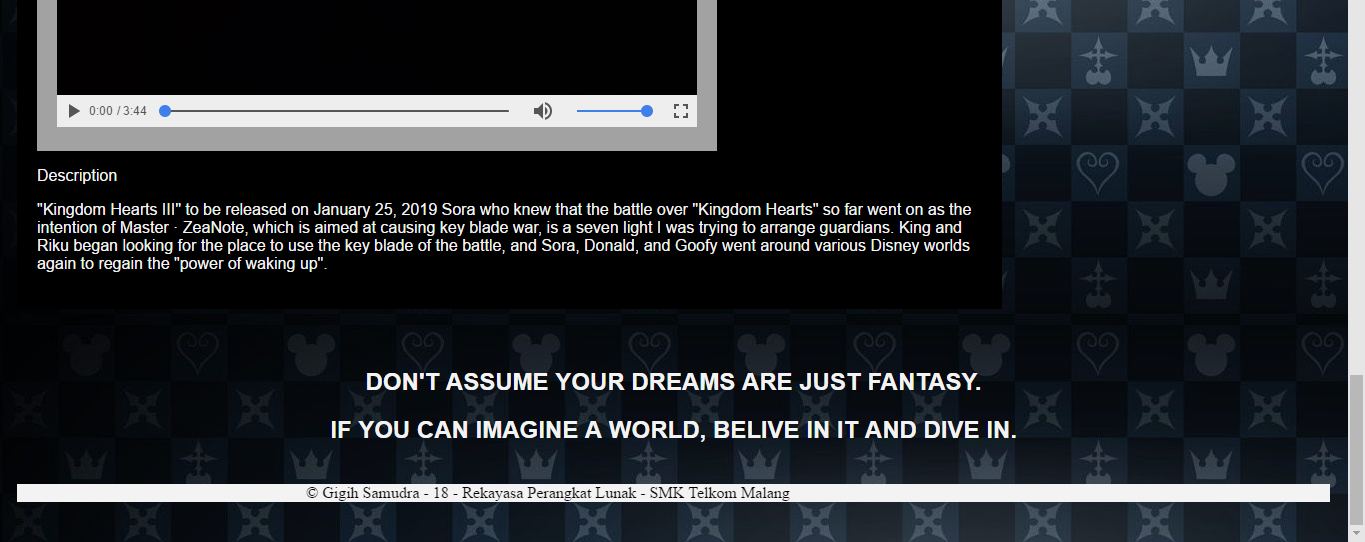 0:00 / 3:44
Description
"Kingdom Hearts III" to be released on January 25, 2019 Sora who knew that the battle over "Kingdom Hearts" so far went on as the
intention of Master · ZeaNote, which is aimed at causing key blade war, is a seven light I was trying to arrange guardians. King and
Riku began looking for the place to use the key blade of the battle, and Sora, Donald, and Goofy went around various Disney worlds
again to regain the "power of waking up".
DON'T ASSUME YOUR DREAMS ARE JUST FANTASY.
IF YOU CAN IMAGINE A WORLD, BELIVE IN IT AND DIVE IN.
© Gigih Samudra - 18 - Rekayasa Perangkat Lunak - SMK Telkom Malang